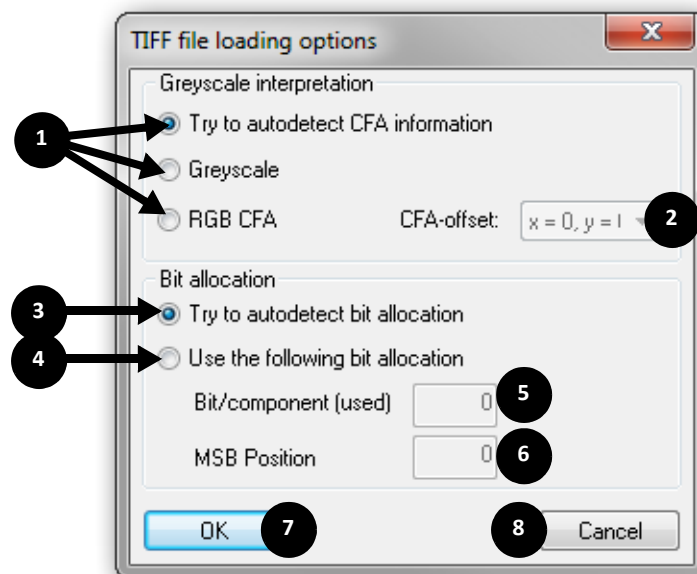 TIFF file loading options
Greyscale interpretation
1
Try to autodetect CFA information
Greyscale
RGB CFA CFA-offset: x = 0, y = 2
Bit allocation
3 Try to autodetect bit allocation
4 Use the following bit allocation
Bit/component (used) 0 5
MSB Position 0 6
OK 7 8 Cancel